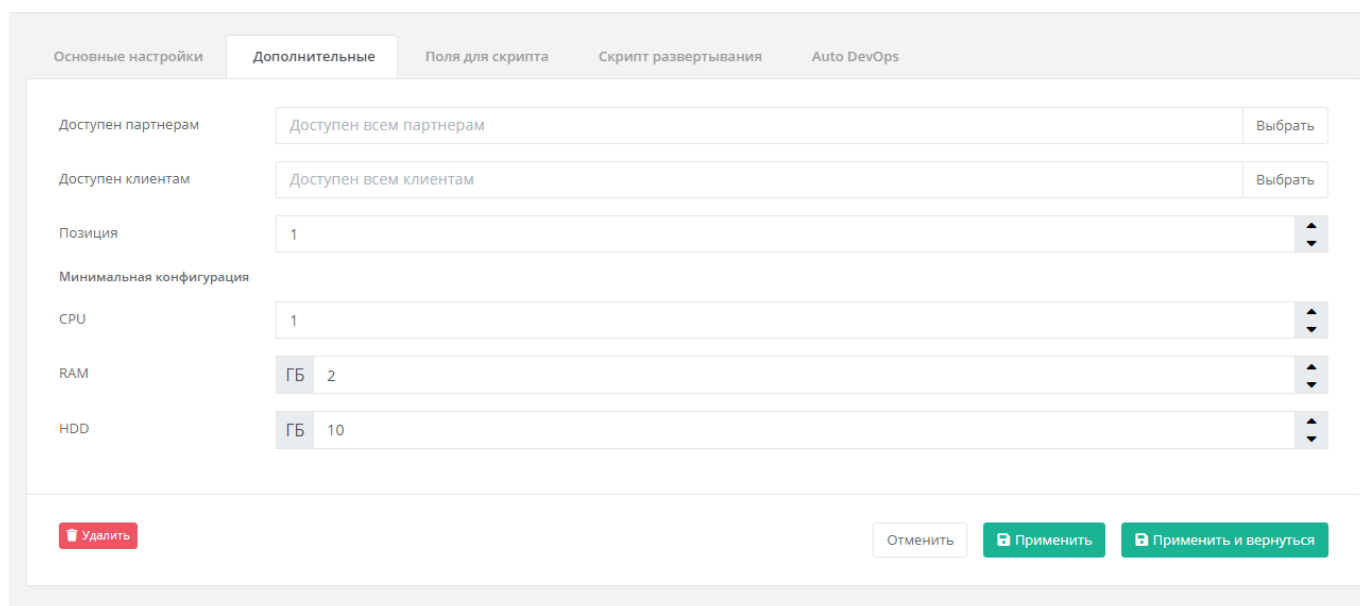 Основные настройки Дополнительные Поля для скрипта Скрипт развертывания Auto DevOps
Доступен партнерам Доступен всем партнерам Выбрать
Доступен клиентам Доступен всем клиентам Выбрать
Позиция 1
Минимальная конфигурация
CPU 1
RAM ГБ 2
HDD ГБ 10
Удалить Отменить Применить Применить и вернуться